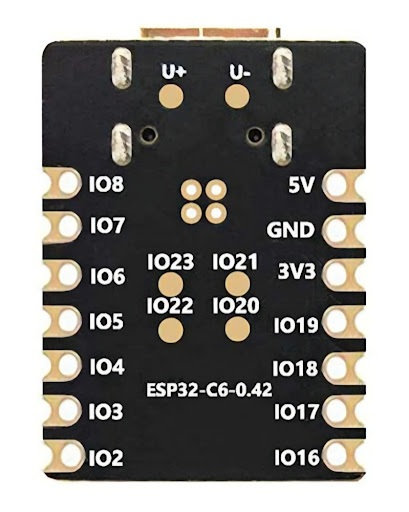 U+ U-
IO8 5V
IO7 GND
IO23 IO21
IO6 3V3
IO22 IO20
IO5 IO19
IO4 IO18
ESP32-C6-0.42
IO3 IO17
IO2 IO16